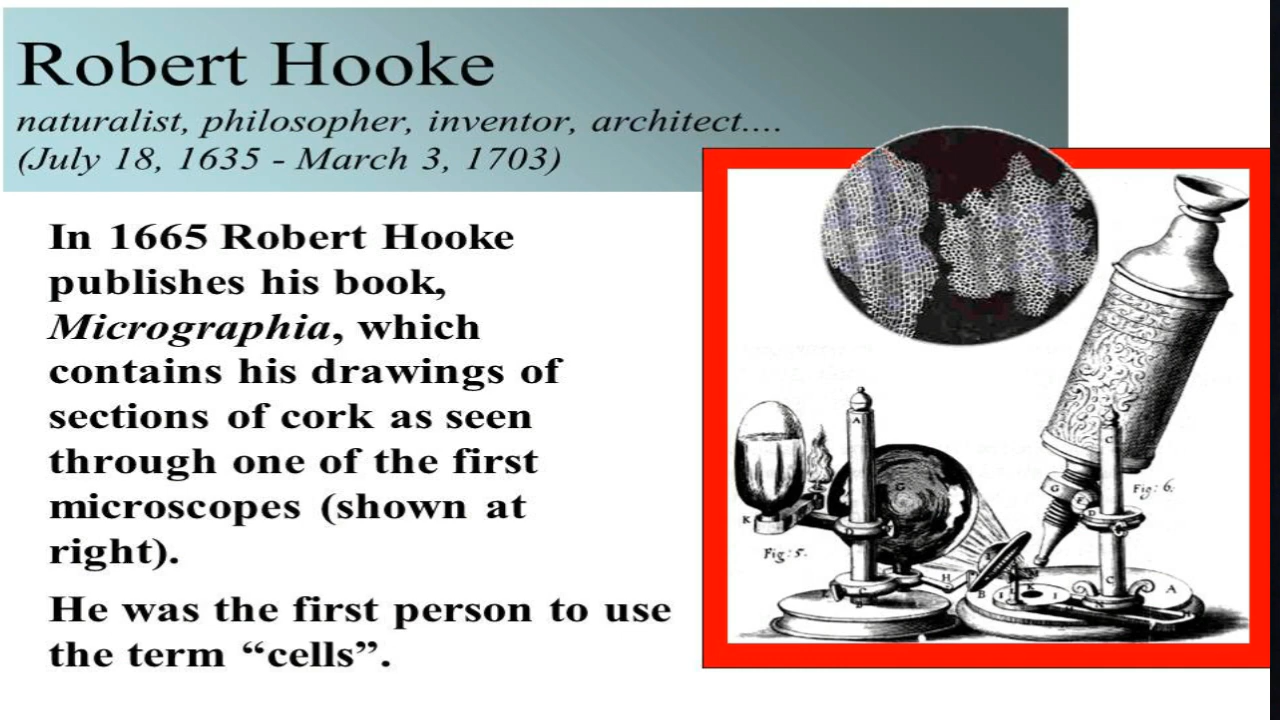 Robert Hooke
naturalist, philosopher, inventor, architect....
(July 18, 1635 - March 3, 1703)
In 1665 Robert Hooke
publishes his book,
Micrographia, which
contains his drawings of
sections of cork as seen
through one of the first
microscopes (shown at
right).
He was the first person to use
the term “cells”.
Fig: 5.
Fig: 6.
A
K
G
H
C
B
G
D
C
C
A